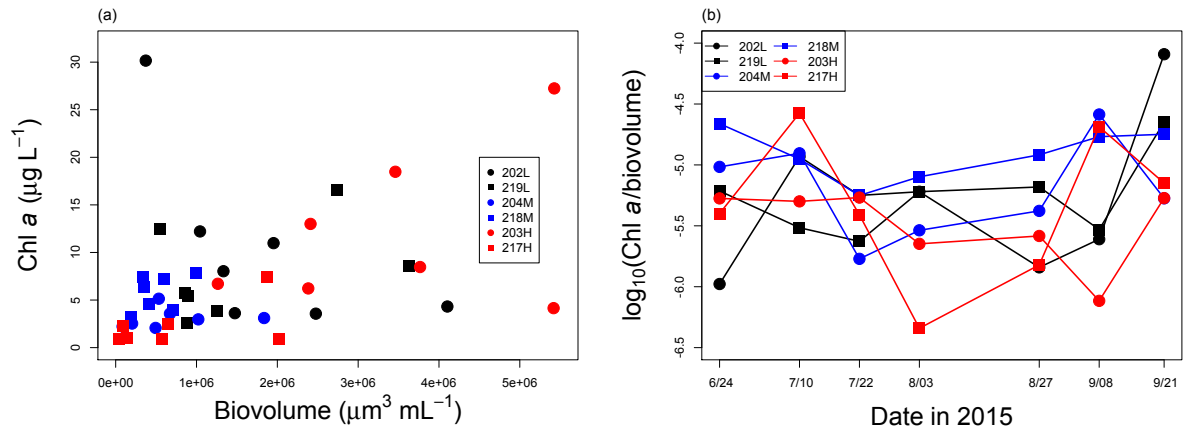 (a)
Chl a (μg L⁻¹)
30
25
20
15
10
5
0
202L
219L
204M
218M
203H
217H
0e+00 1e+06 2e+06 3e+06 4e+06 5e+06
Biovolume (μm³ mL⁻¹)
(b)
log₁₀(Chl a/biovolume)
-4.0
-4.5
-5.0
-5.5
-6.0
-6.5
202L 218M
219L 203H
204M 217H
6/24 7/10 7/22 8/03 8/27 9/08 9/21
Date in 2015